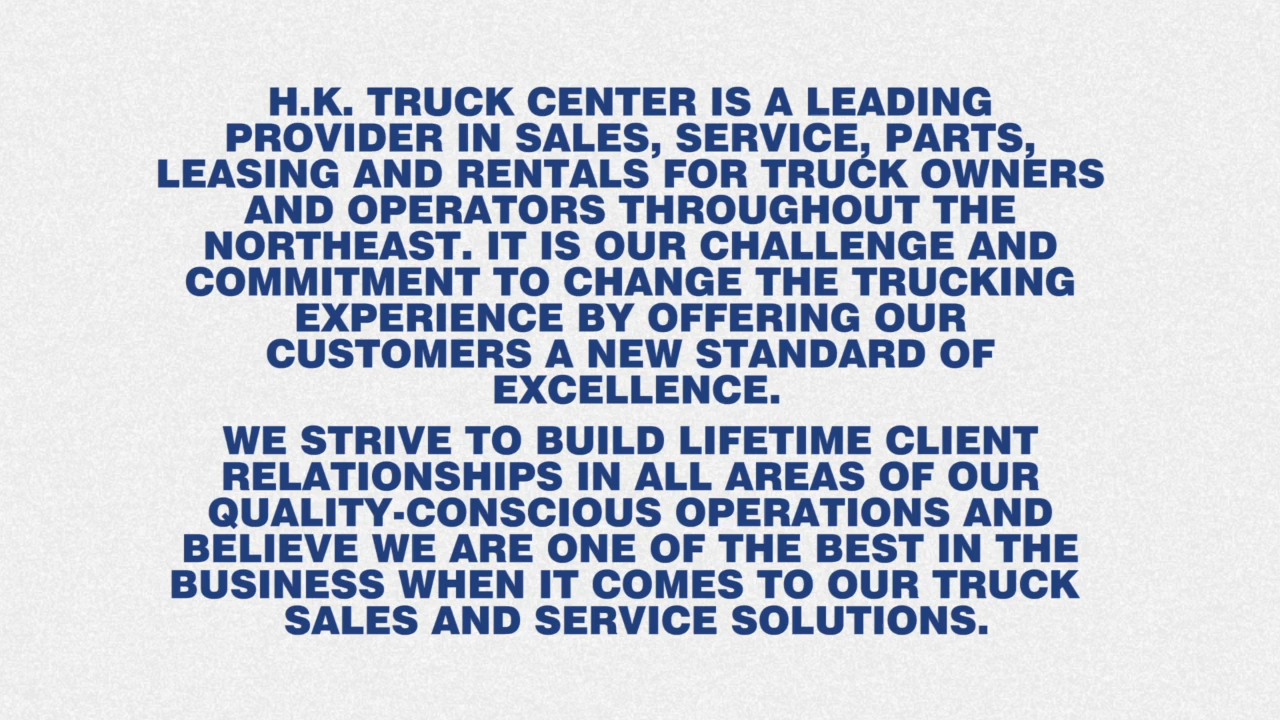 H.K. TRUCK CENTER IS A LEADING
PROVIDER IN SALES, SERVICE, PARTS,
LEASING AND RENTALS FOR TRUCK OWNERS
AND OPERATORS THROUGHOUT THE
NORTHEAST. IT IS OUR CHALLENGE AND
COMMITMENT TO CHANGE THE TRUCKING
EXPERIENCE BY OFFERING OUR
CUSTOMERS A NEW STANDARD OF
EXCELLENCE.
WE STRIVE TO BUILD LIFETIME CLIENT
RELATIONSHIPS IN ALL AREAS OF OUR
QUALITY-CONSCIOUS OPERATIONS AND
BELIEVE WE ARE ONE OF THE BEST IN THE
BUSINESS WHEN IT COMES TO OUR TRUCK
SALES AND SERVICE SOLUTIONS.